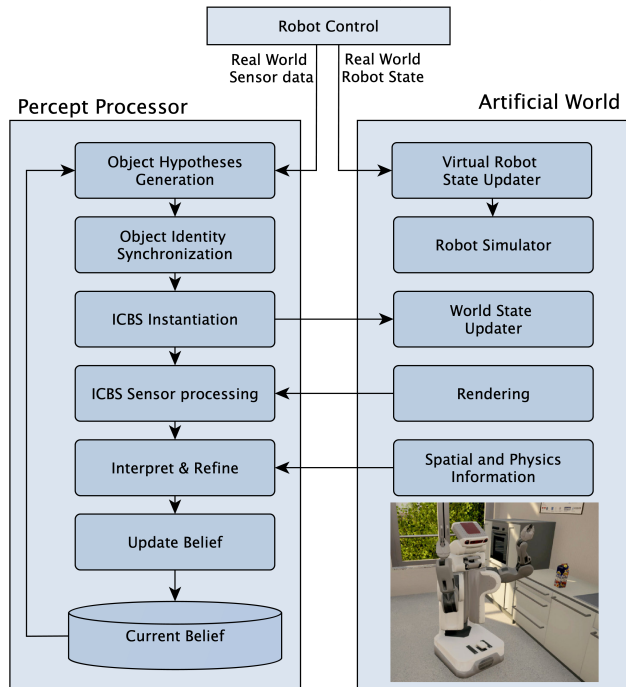 Robot Control
Real World
Sensor data
Real World
Robot State
Percept Processor
Artificial World
Object Hypotheses
Generation
Virtual Robot
State Updater
Object Identity
Synchronization
Robot Simulator
ICBS Instantiation
World State
Updater
ICBS Sensor processing
Rendering
Interpret & Refine
Spatial and Physics
Information
Update Belief
Current Belief